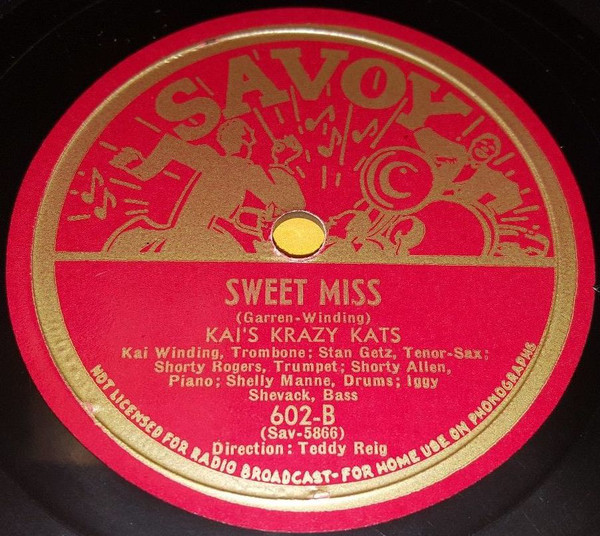 SAVOY
C
SWEET MISS
(Garren-Winding)
KAI'S KRAZY KATS
Kai Winding, Trombone; Stan Getz, Tenor-Sax;
Shorty Rogers, Trumpet; Shorty Allen,
Piano; Shelly Manne, Drums; Iggy
Shevack, Bass
602-B
(Sav-5866)
Direction: Teddy Reig
NOT LICENSED FOR RADIO BROADCAST-FOR HOME USE ON PHONOGRAPHS